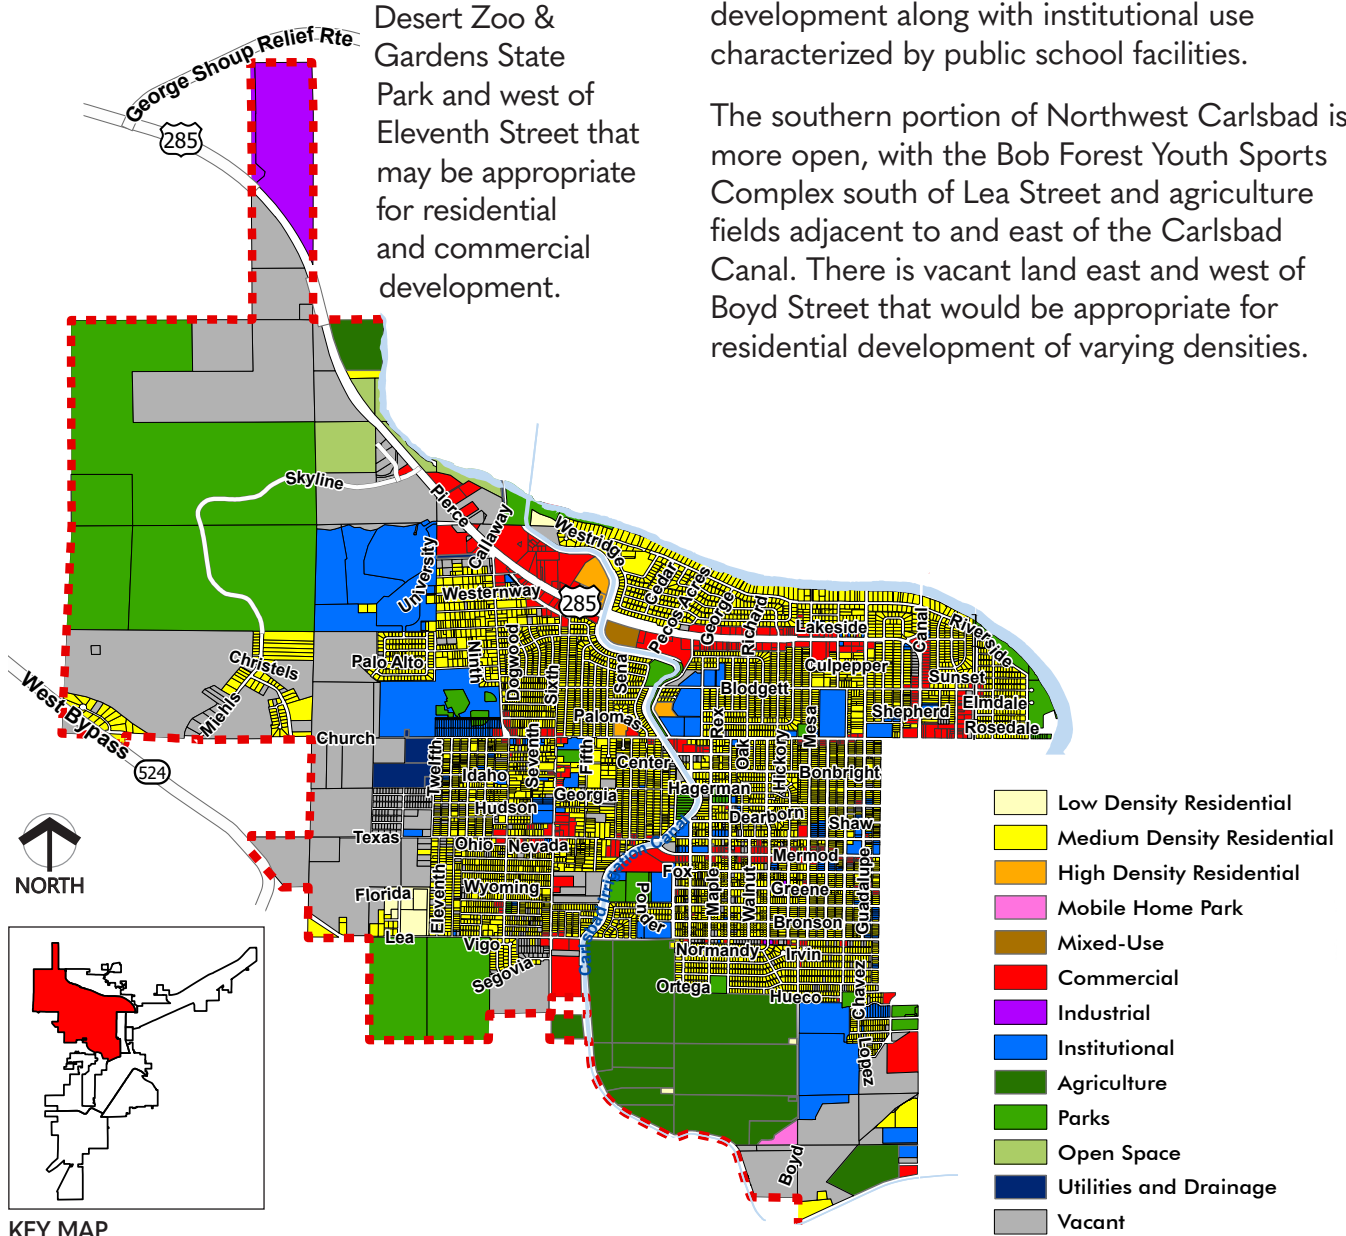 Desert Zoo &
Gardens State
Park and west of
Eleventh Street that
may be appropriate
for residential
and commercial
development.
development along with institutional use
characterized by public school facilities.
The southern portion of Northwest Carlsbad is
more open, with the Bob Forest Youth Sports
Complex south of Lea Street and agriculture
fields adjacent to and east of the Carlsbad
Canal. There is vacant land east and west of
Boyd Street that would be appropriate for
residential development of varying densities.
George Shoup Relief Rte
285
Skyline
Pierce
Callaway
University
Westernway
Westridge
285
Cedar
Pecos Acres
George
Richard
Lakeside
Canal
Riverside
Culpepper
Sunset
Blodgett
Elmdale
Shepherd
Rosedale
Christels
Miehls
Palo Alto
Ninth
Dogwood
Sixth
Sena
Palomas
Rex
Mesa
West Bypass
524
Church
Twelfth
Idaho
Seventh
Fifth
Center
Oak
Hickory
Bonbright
Georgia
Hagerman
Hudson
Dearborn
Shaw
Texas
Ohio
Nevada
Carlsbad Irrigation Canal
Mermod
Guadalupe
Fox
Maple
Walnut
Greene
Wyoming
Florida
Eleventh
Ponder
Bronson
Lea
Vigo
Segovia
Normandy
Irvin
Ortega
Hueco
Chavez
Lopez
Boyd
NORTH
KEY MAP
Low Density Residential
Medium Density Residential
High Density Residential
Mobile Home Park
Mixed-Use
Commercial
Industrial
Institutional
Agriculture
Parks
Open Space
Utilities and Drainage
Vacant